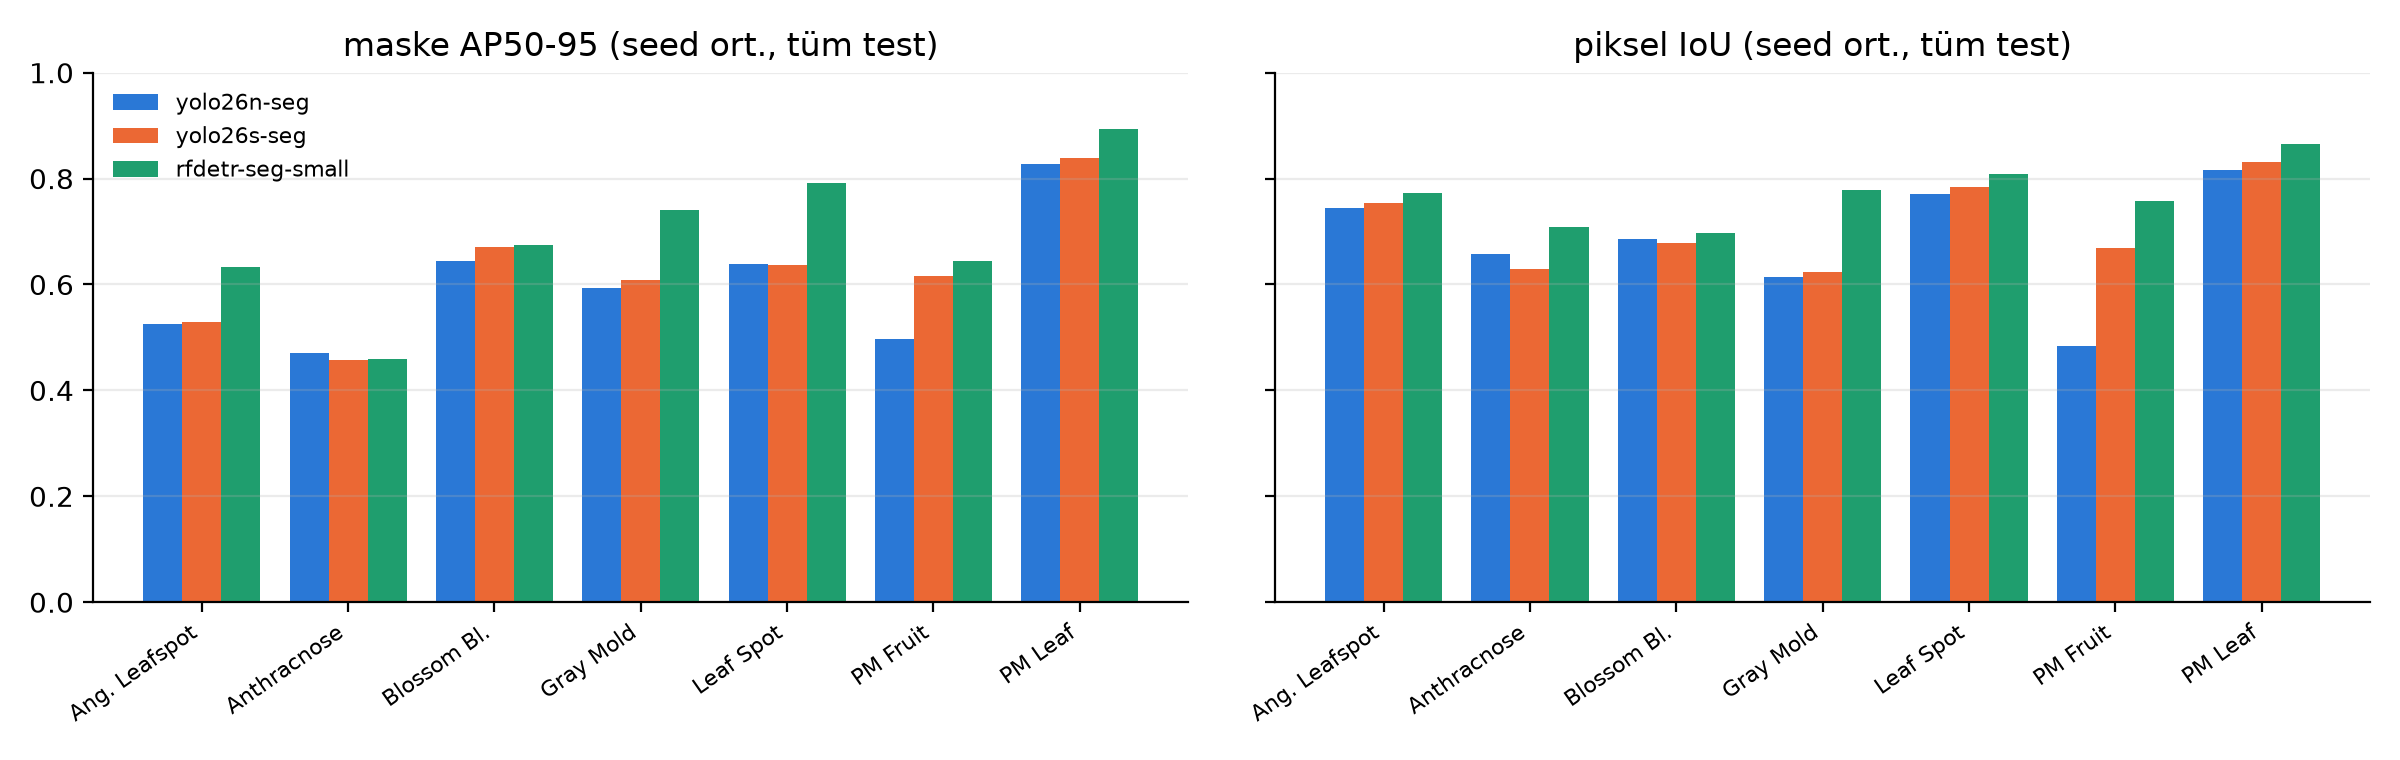 maske AP50-95 (seed ort., tüm test)
1.0
0.8
0.6
0.4
0.2
0.0
yolo26n-seg
yolo26s-seg
rfdetr-seg-small
Ang. Leafspot
Anthracnose
Blossom Bl.
Gray Mold
Leaf Spot
PM Fruit
PM Leaf
piksel IoU (seed ort., tüm test)
Ang. Leafspot
Anthracnose
Blossom Bl.
Gray Mold
Leaf Spot
PM Fruit
PM Leaf